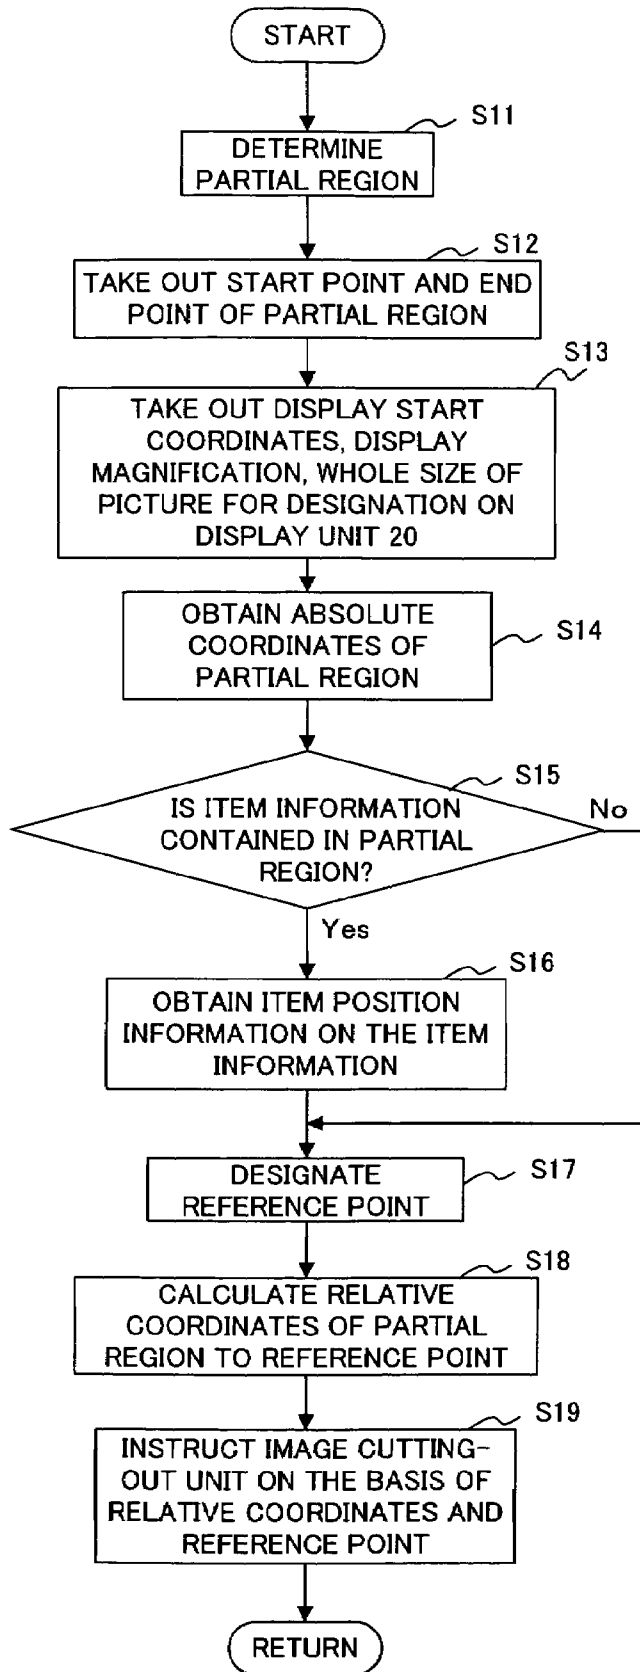 START
S11
DETERMINE
PARTIAL REGION
S12
TAKE OUT START POINT AND END
POINT OF PARTIAL REGION
S13
TAKE OUT DISPLAY START
COORDINATES, DISPLAY
MAGNIFICATION, WHOLE SIZE OF
PICTURE FOR DESIGNATION ON
DISPLAY UNIT 20
OBTAIN ABSOLUTE
COORDINATES OF
PARTIAL REGION
S14
S15
IS ITEM INFORMATION
CONTAINED IN PARTIAL
REGION?
No
Yes
S16
OBTAIN ITEM POSITION
INFORMATION ON THE ITEM
INFORMATION
S17
DESIGNATE
REFERENCE POINT
S18
CALCULATE RELATIVE
COORDINATES OF PARTIAL
REGION TO REFERENCE POINT
S19
INSTRUCT IMAGE CUTTING-
OUT UNIT ON THE BASIS OF
RELATIVE COORDINATES AND
REFERENCE POINT
RETURN